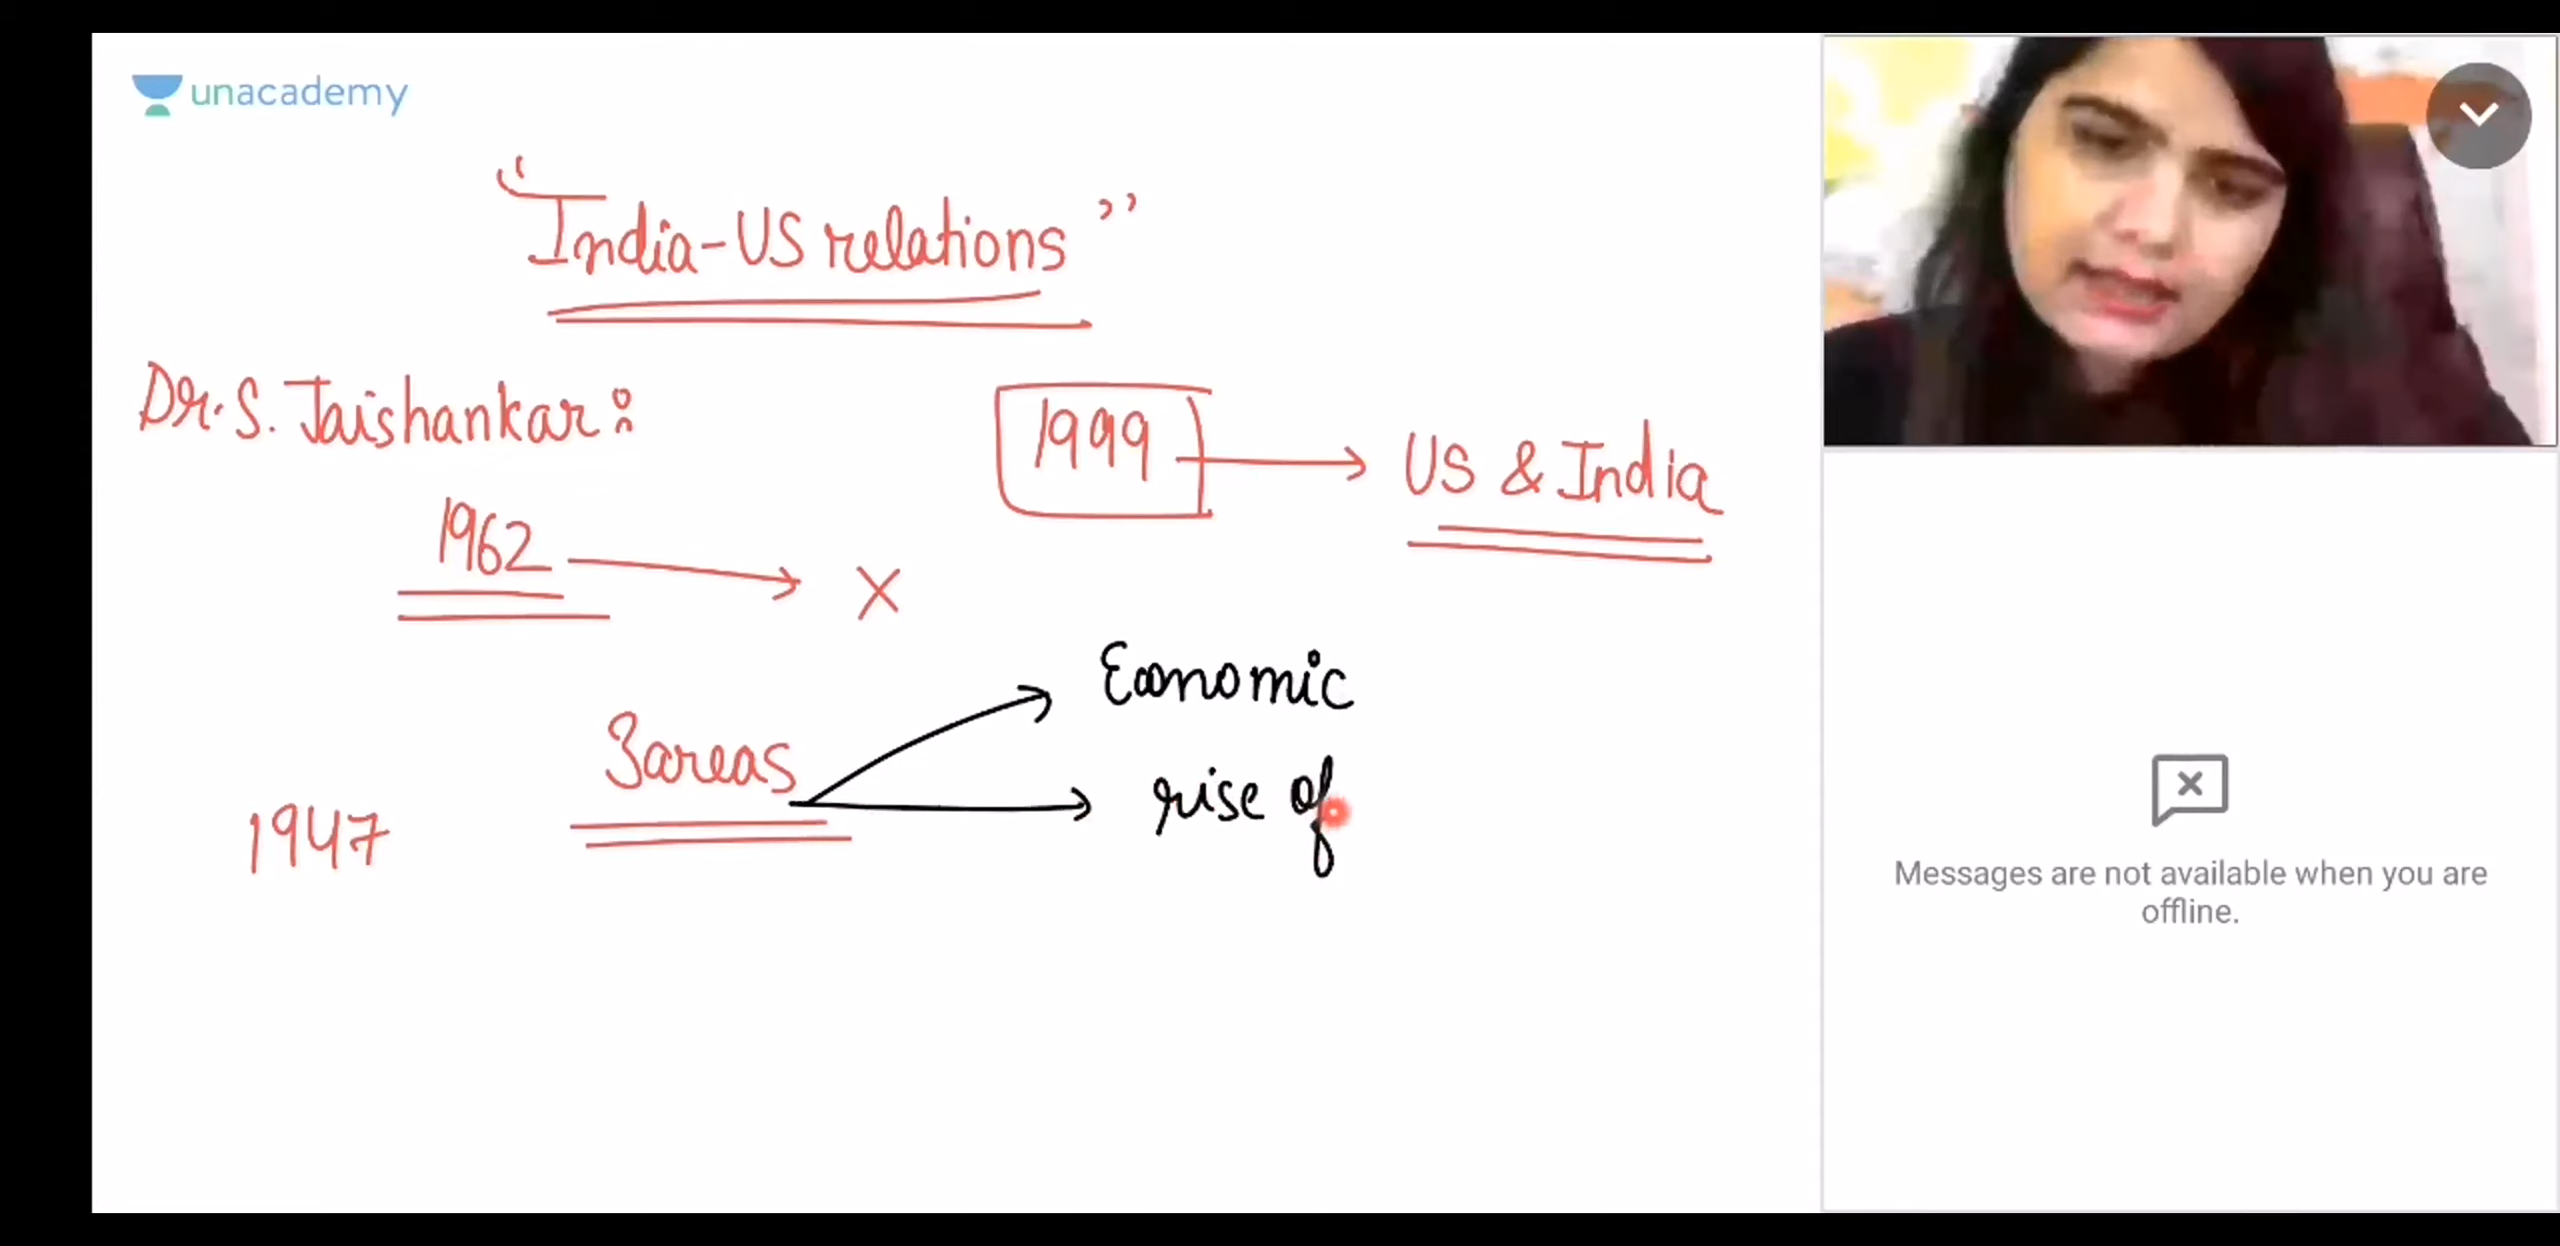 unacademy
"India-US relations"
Dr. S. Jaishankar:
1999 → US & India
1962 → X
Economic
3areas
rise of
1947
Messages are not available when you are
offline.